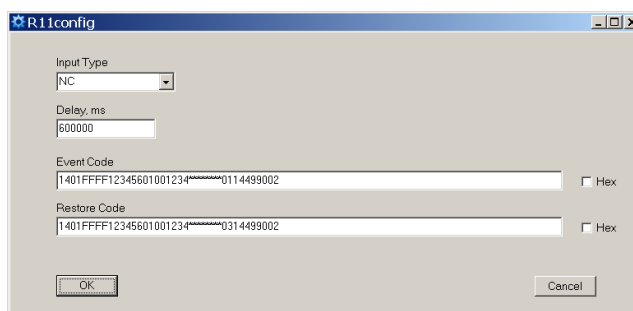 R11config
Input Type
NC
Delay, ms
600000
Event Code
1401FFFF12345601001234********0114499002
Hex
Restore Code
1401FFFF12345601001234********0314499002
Hex
OK
Cancel